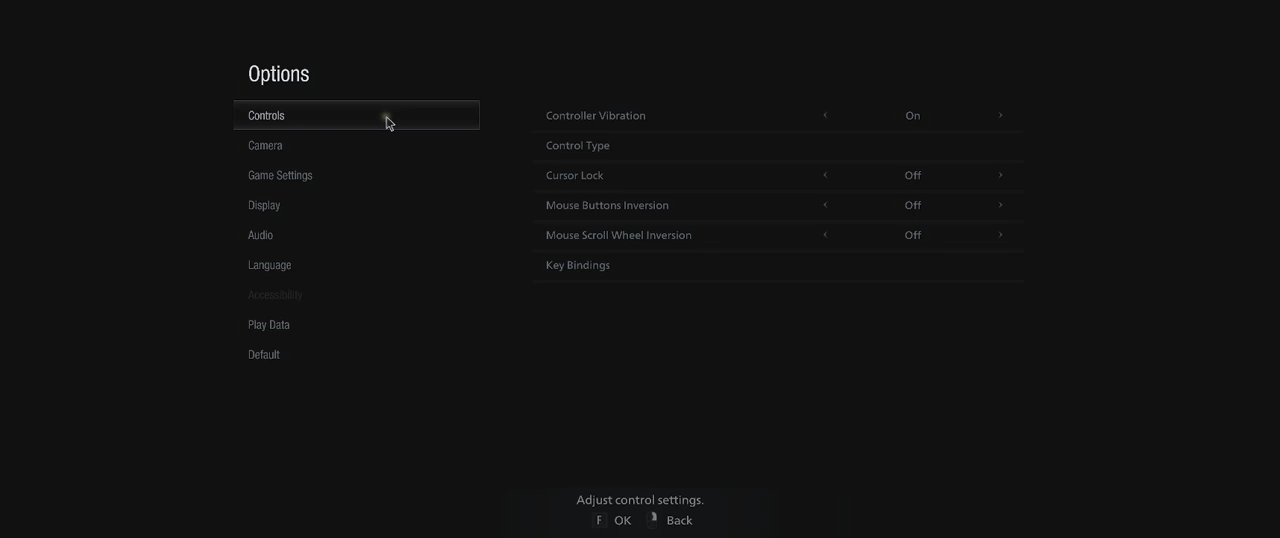 Options
Controls
Camera
Game Settings
Display
Audio
Language
Accessibility
Play Data
Default
Controller Vibration ‹ On ›
Control Type
Cursor Lock ‹ Off ›
Mouse Buttons Inversion ‹ Off ›
Mouse Scroll Wheel Inversion ‹ Off ›
Key Bindings
Adjust control settings.
F OK Back